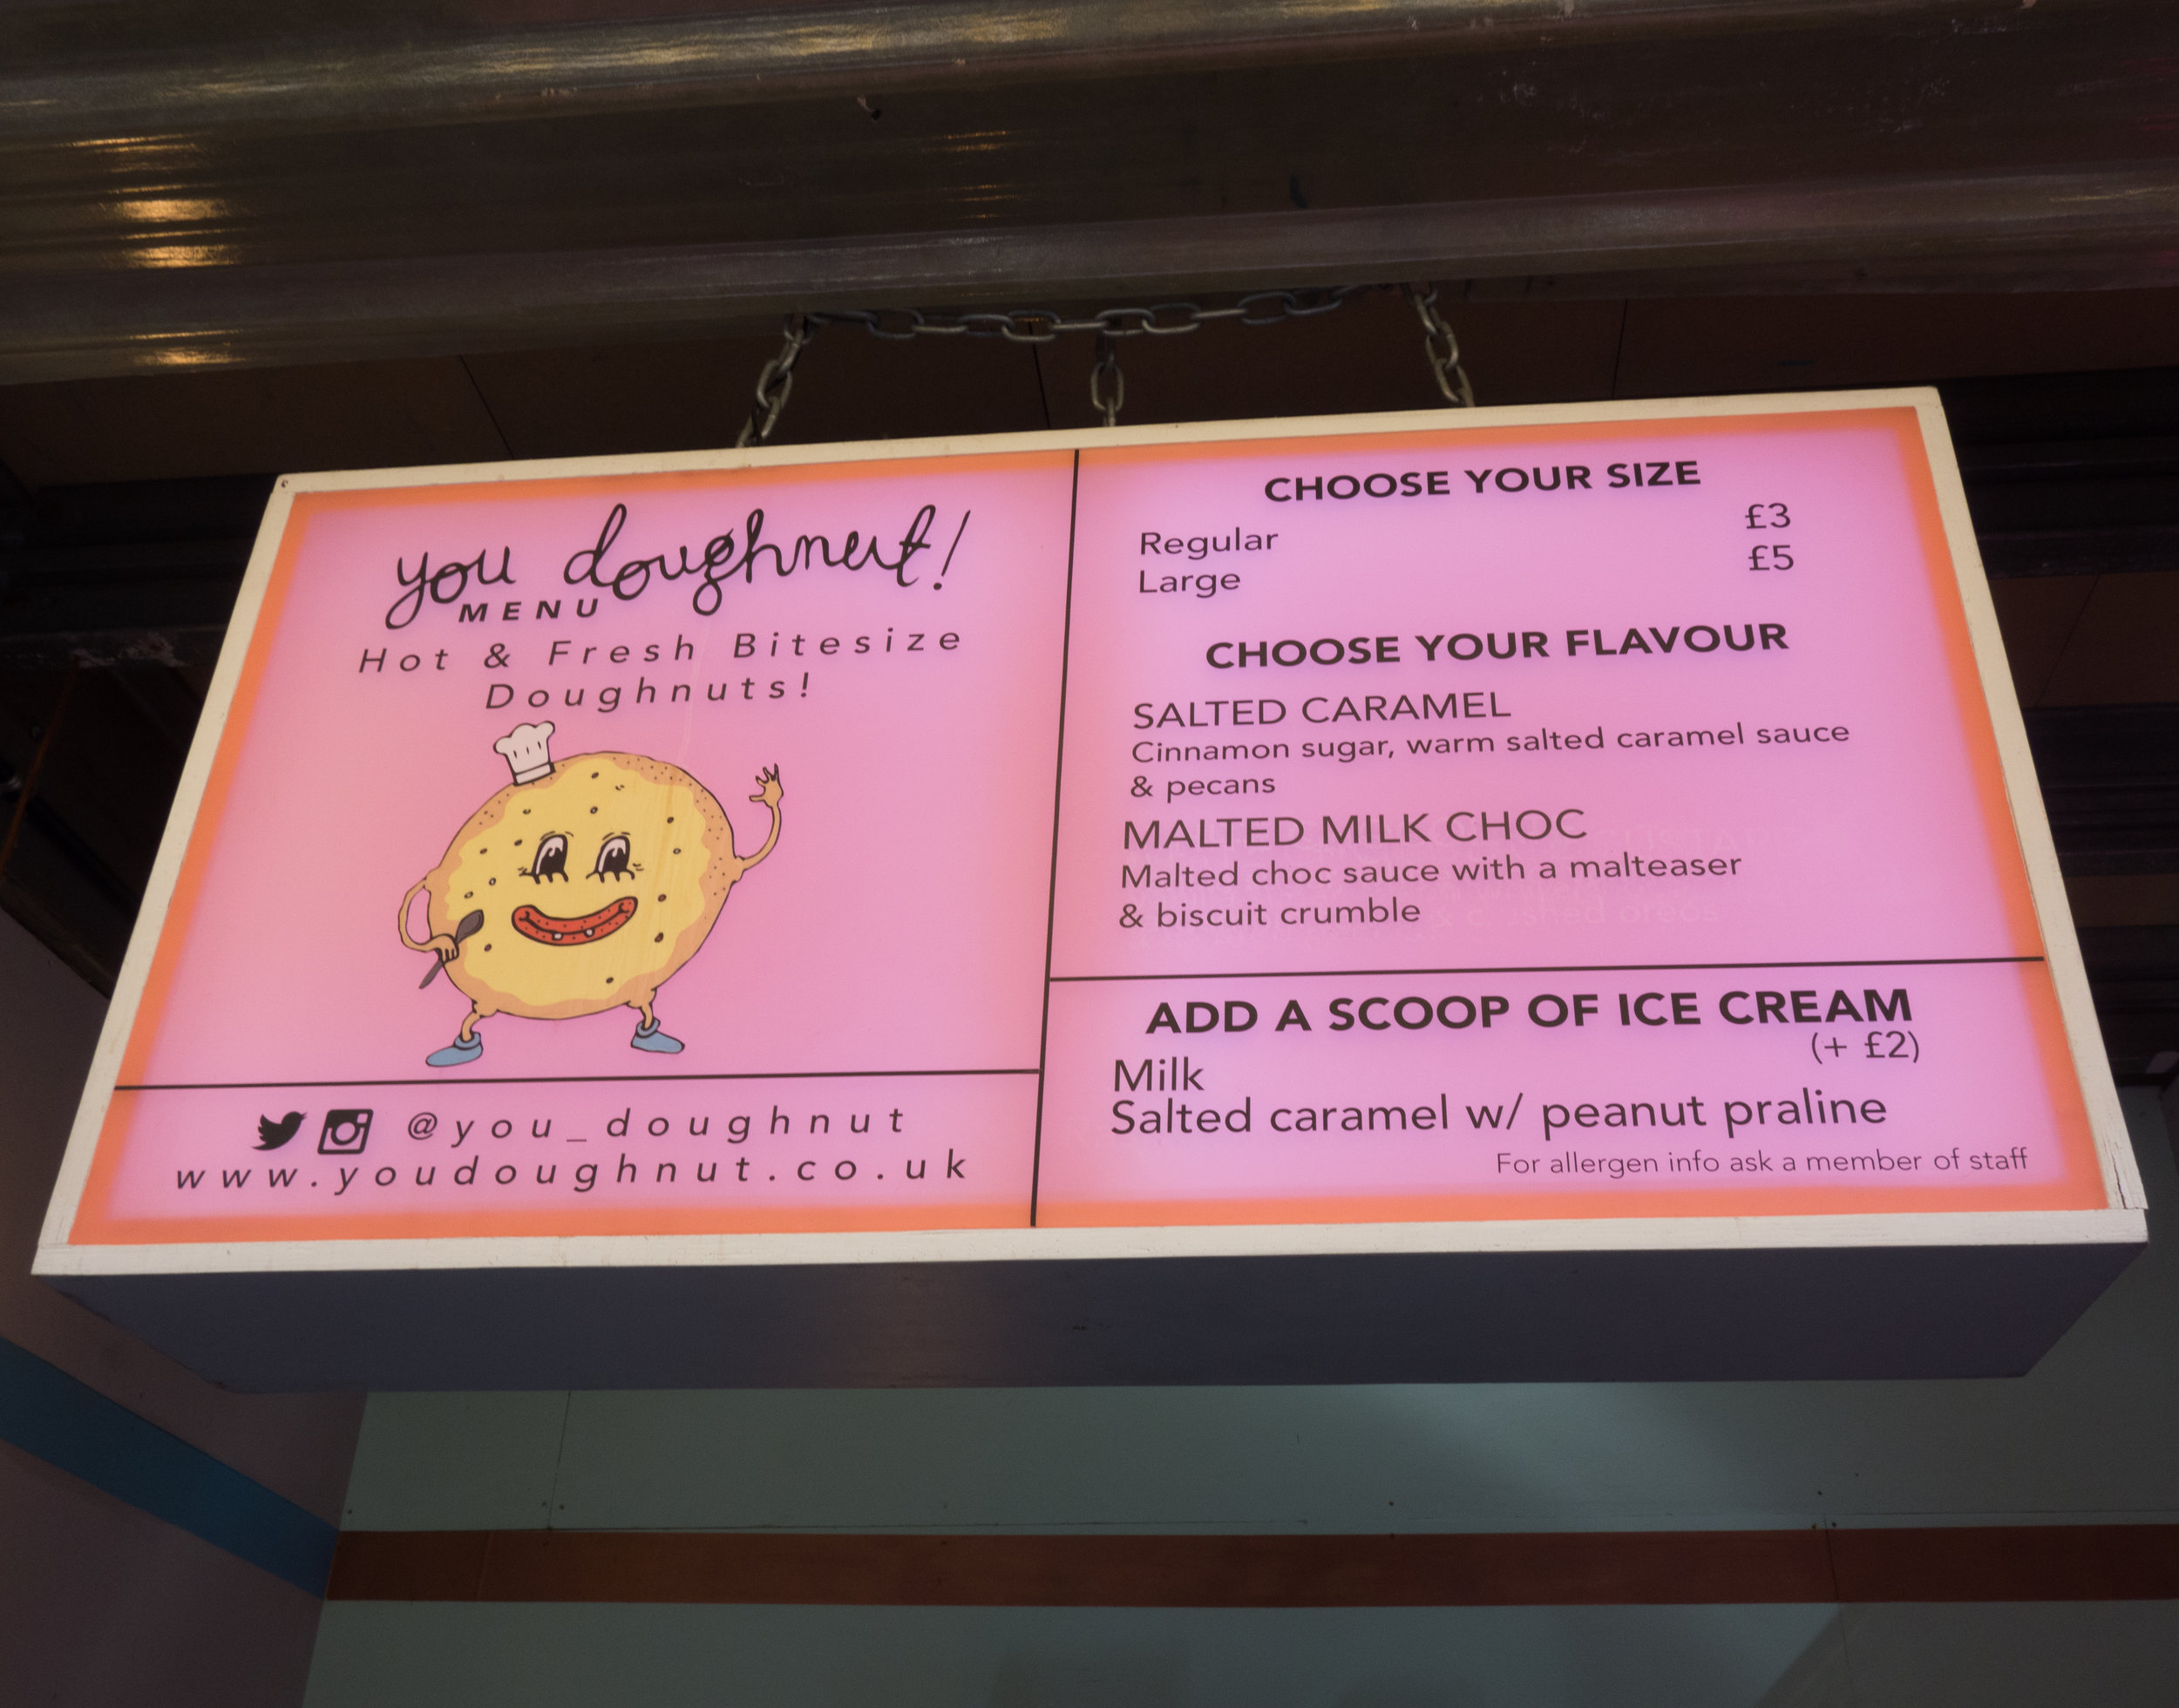 you doughnut!
MENU
Hot & Fresh Bitesize
Doughnuts!
@you_doughnut
www.youdoughnut.co.uk
CHOOSE YOUR SIZE
Regular £3
Large £5
CHOOSE YOUR FLAVOUR
SALTED CARAMEL
Cinnamon sugar, warm salted caramel sauce
& pecans
MALTED MILK CHOC
Malted choc sauce with a malteaser
& biscuit crumble
& crushed oreos
ADD A SCOOP OF ICE CREAM
(+ £2)
Milk
Salted caramel w/ peanut praline
For allergen info ask a member of staff